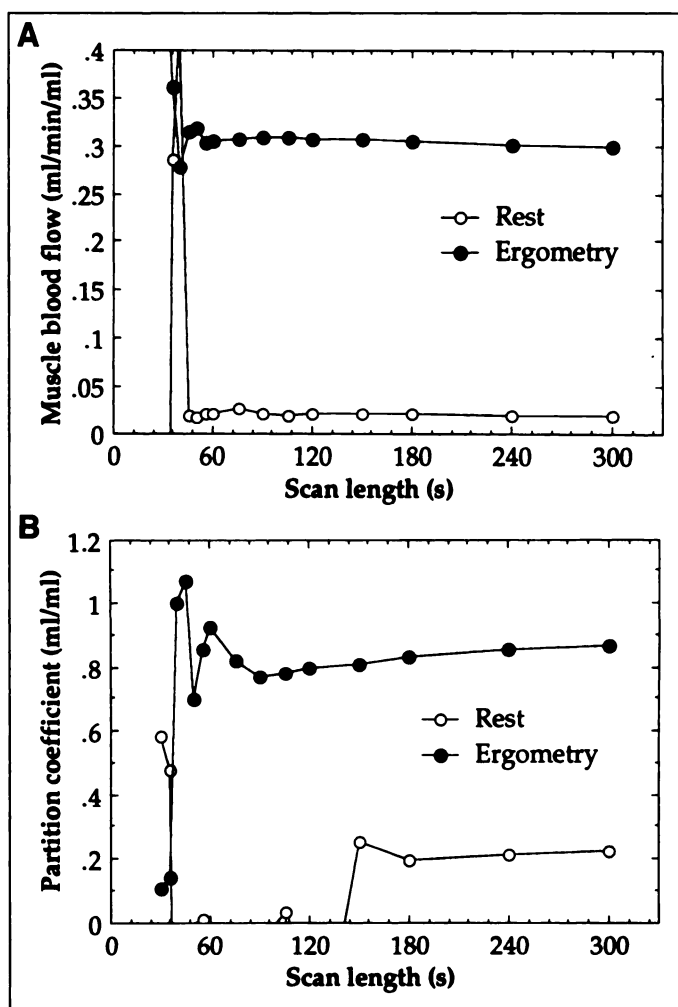 A
Muscle blood flow (ml/min/ml)
.4
.35
.3
.25
.2
.15
.1
.05
0
Rest
Ergometry
0 60 120 180 240 300
Scan length (s)
B
Partition coefficient (ml/ml)
1.2
1
.8
.6
.4
.2
0
Rest
Ergometry
0 60 120 180 240 300
Scan length (s)